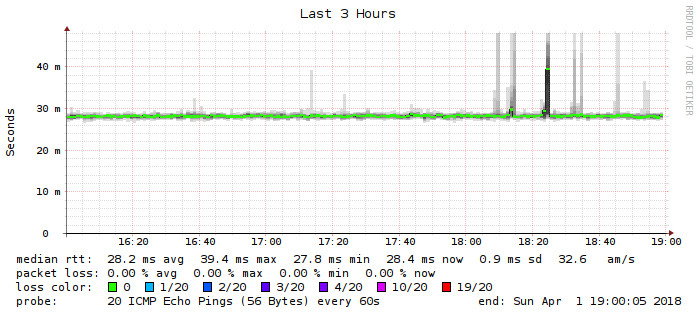 Last 3 Hours
RRDTOOL / TOBI OETIKER
Seconds
40 m
30 m
20 m
10 m
0
16:20 16:40 17:00 17:20 17:40 18:00 18:20 18:40 19:00
median rtt: 28.2 ms avg 39.4 ms max 27.8 ms min 28.4 ms now 0.9 ms sd 32.6 am/s
packet loss: 0.00 % avg 0.00 % max 0.00 % min 0.00 % now
loss color: 0 1/20 2/20 3/20 4/20 10/20 19/20
probe: 20 ICMP Echo Pings (56 Bytes) every 60s end: Sun Apr 1 19:00:05 2018